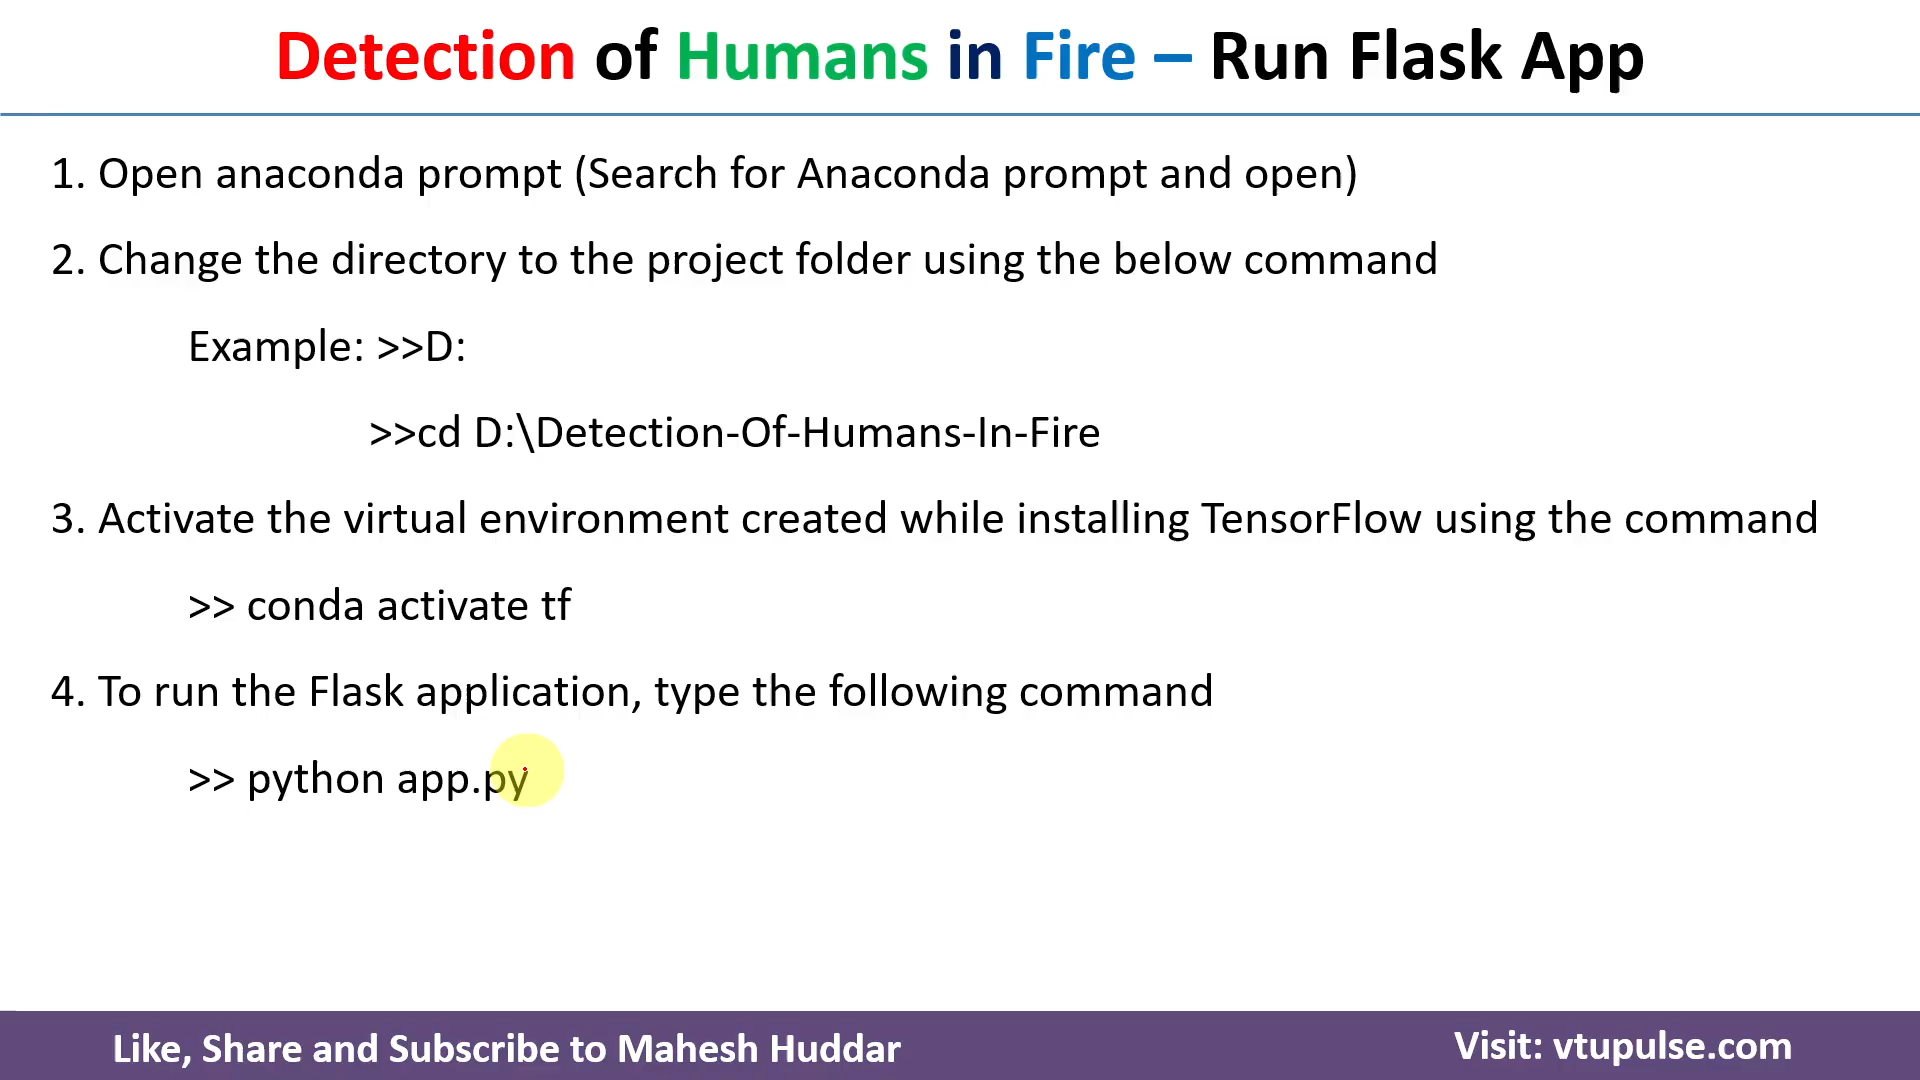 Detection of Humans in Fire – Run Flask App
1. Open anaconda prompt (Search for Anaconda prompt and open)
2. Change the directory to the project folder using the below command
Example: >>D:
>>cd D:\Detection-Of-Humans-In-Fire
3. Activate the virtual environment created while installing TensorFlow using the command
>> conda activate tf
4. To run the Flask application, type the following command
>> python app.py
Like, Share and Subscribe to Mahesh Huddar
Visit: vtupulse.com